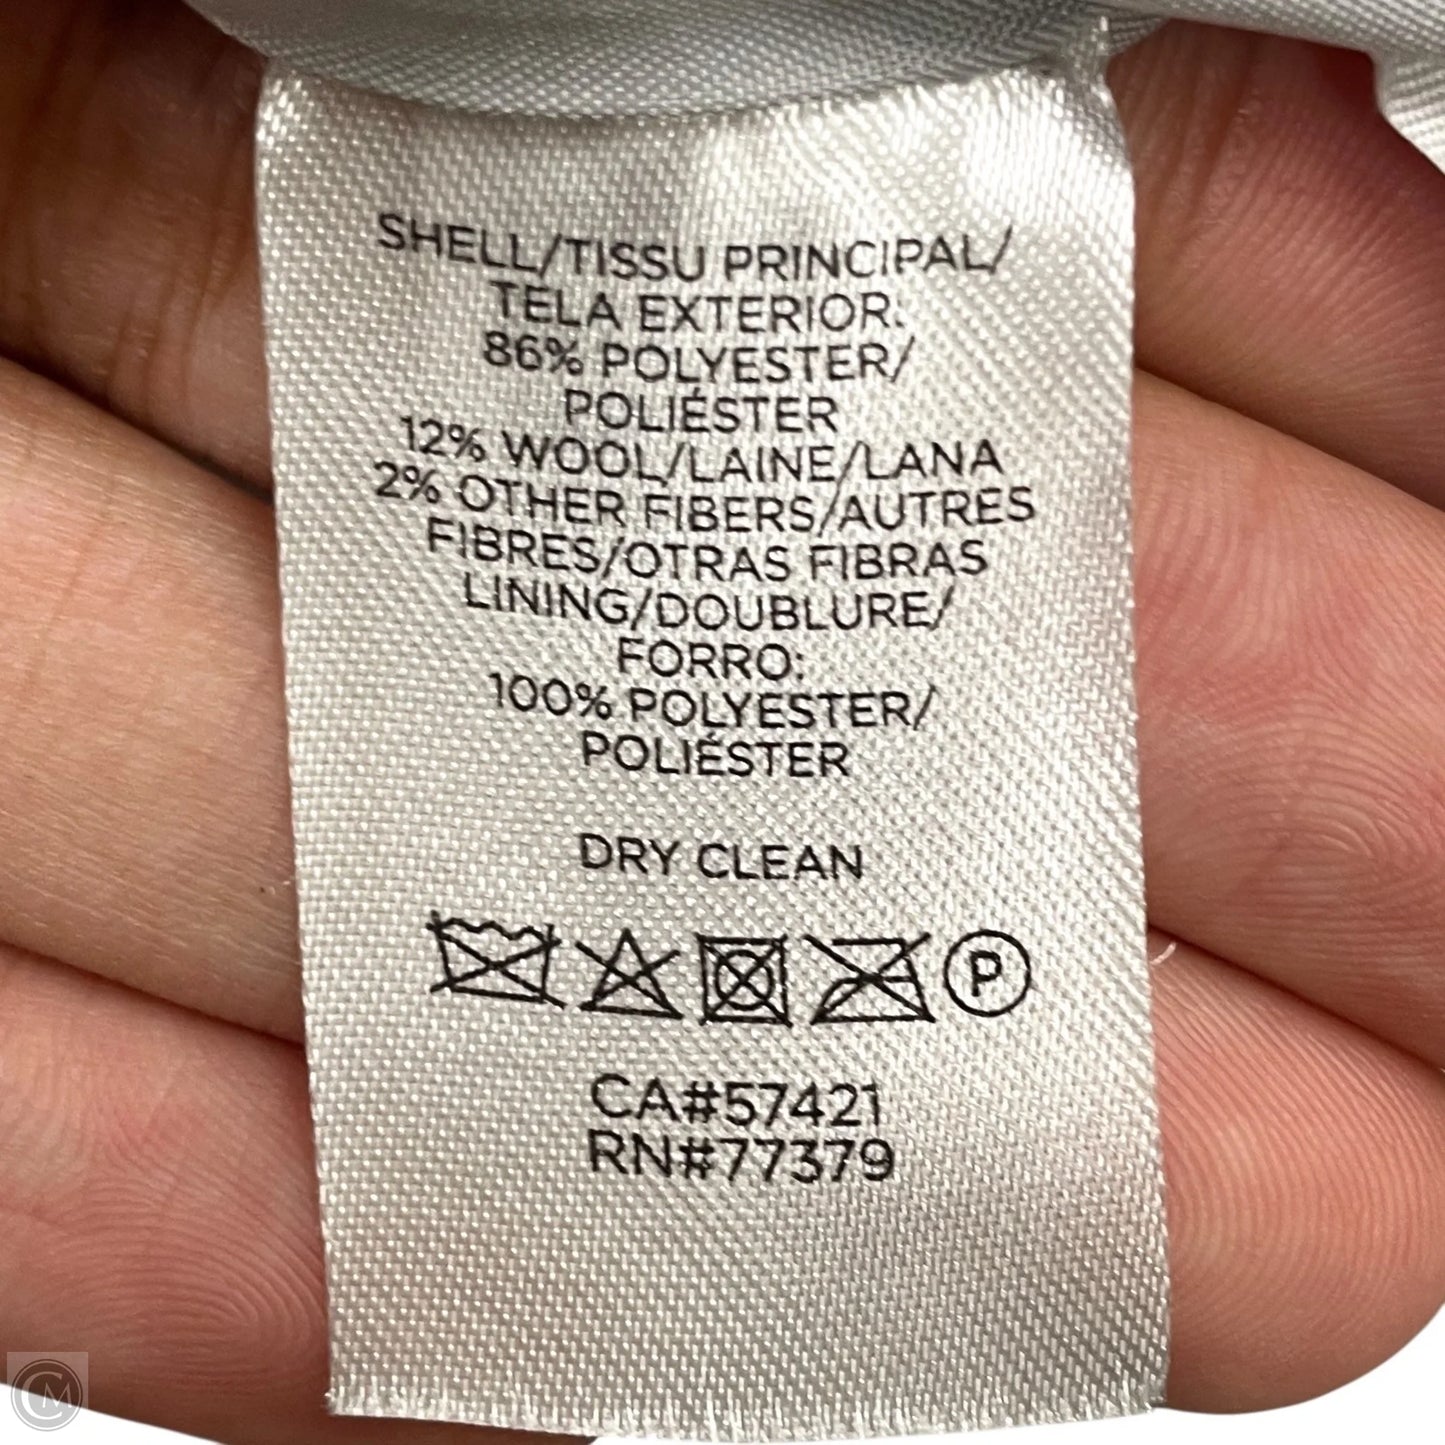 SHELL/TISSU PRINCIPAL/
TELA EXTERIOR:
86% POLYESTER/
POLIÉSTER
12% WOOL/LAINE/LANA
2% OTHER FIBERS/AUTRES
FIBRES/OTRAS FIBRAS
LINING/DOUBLURE/
FORRO:
100% POLYESTER/
POLIÉSTER
DRY CLEAN
P
CA#57421
RN#77379
CM